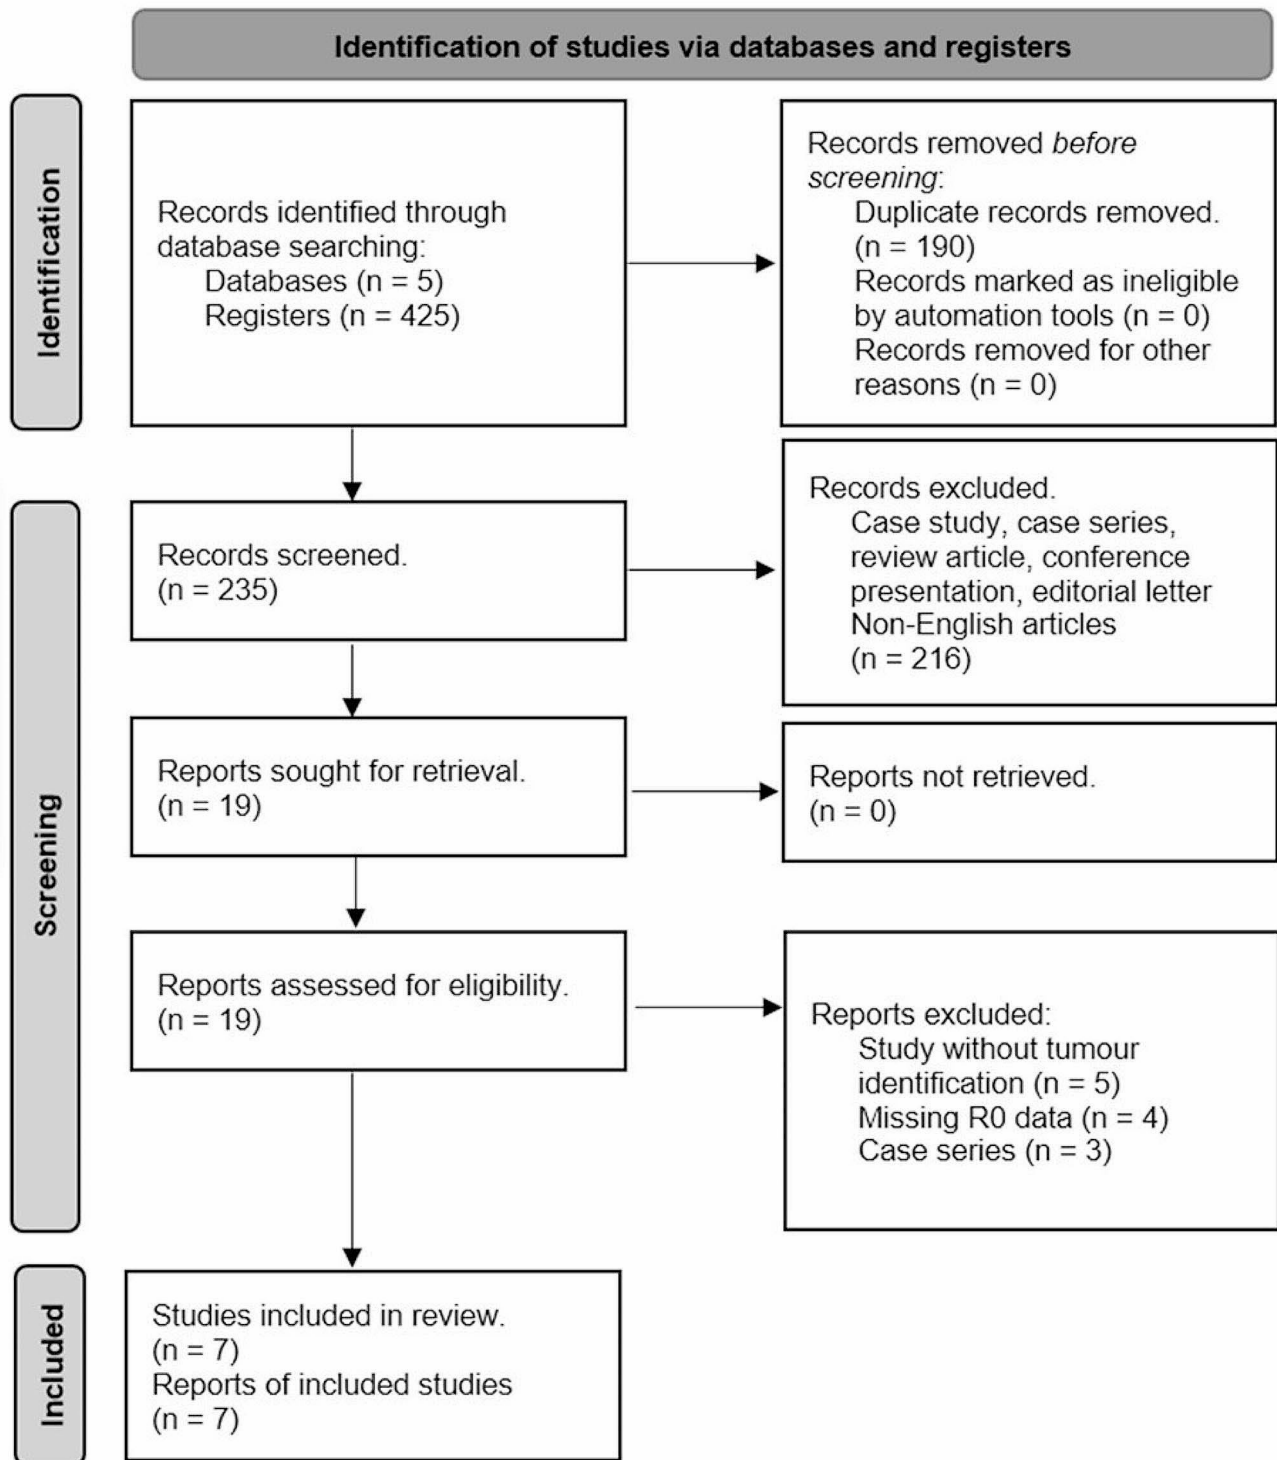 Identification of studies via databases and registers
Identification
Records identified through
database searching:
Databases (n = 5)
Registers (n = 425)
Records removed before
screening:
Duplicate records removed.
(n = 190)
Records marked as ineligible
by automation tools (n = 0)
Records removed for other
reasons (n = 0)
Screening
Records screened.
(n = 235)
Records excluded.
Case study, case series,
review article, conference
presentation, editorial letter
Non-English articles
(n = 216)
Reports sought for retrieval.
(n = 19)
Reports not retrieved.
(n = 0)
Reports assessed for eligibility.
(n = 19)
Reports excluded:
Study without tumour
identification (n = 5)
Missing R0 data (n = 4)
Case series (n = 3)
Included
Studies included in review.
(n = 7)
Reports of included studies
(n = 7)